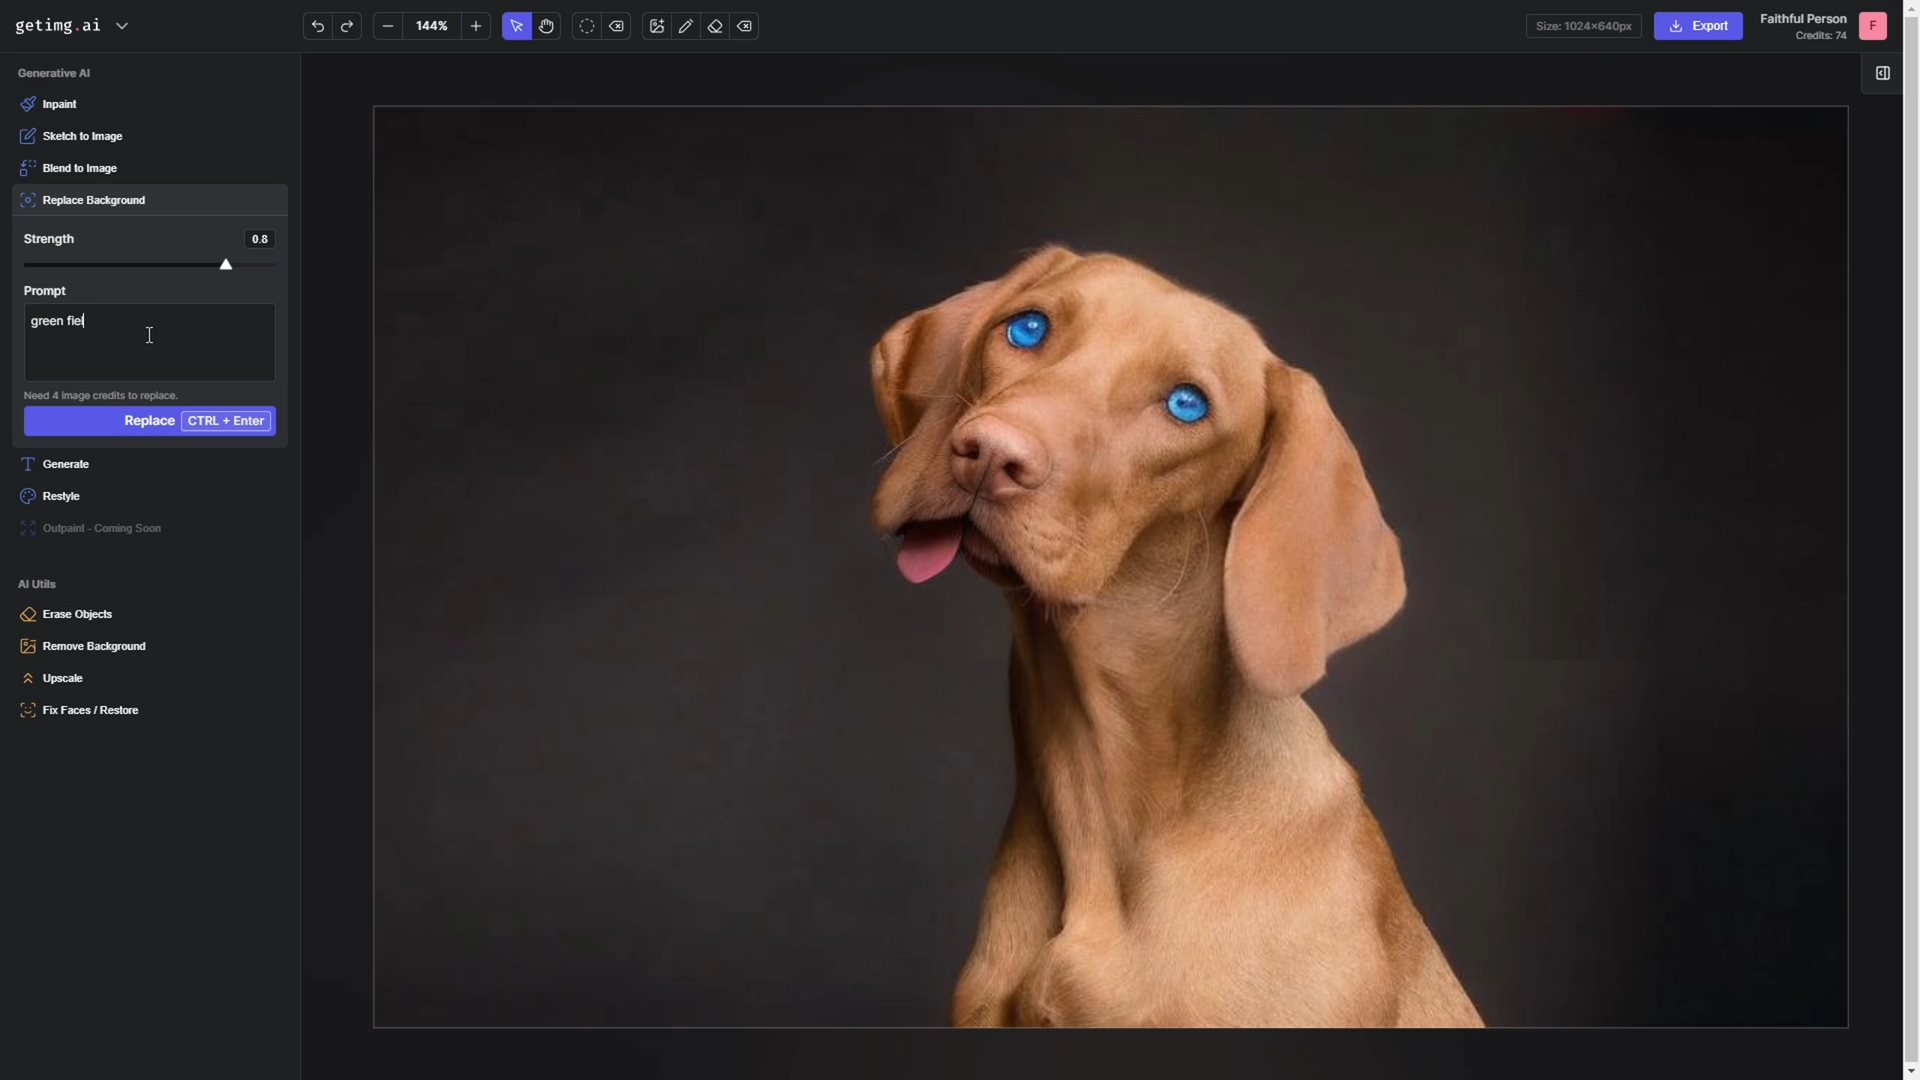 getimg.ai
144%
Size: 1024×640px
Export
Faithful Person
Credits: 74
F
Generative AI
Inpaint
Sketch to Image
Blend to Image
Replace Background
Strength
0.8
Prompt
green fiel
Need 4 image credits to replace.
Replace CTRL + Enter
Generate
Restyle
Outpaint - Coming Soon
AI Utils
Erase Objects
Remove Background
Upscale
Fix Faces / Restore